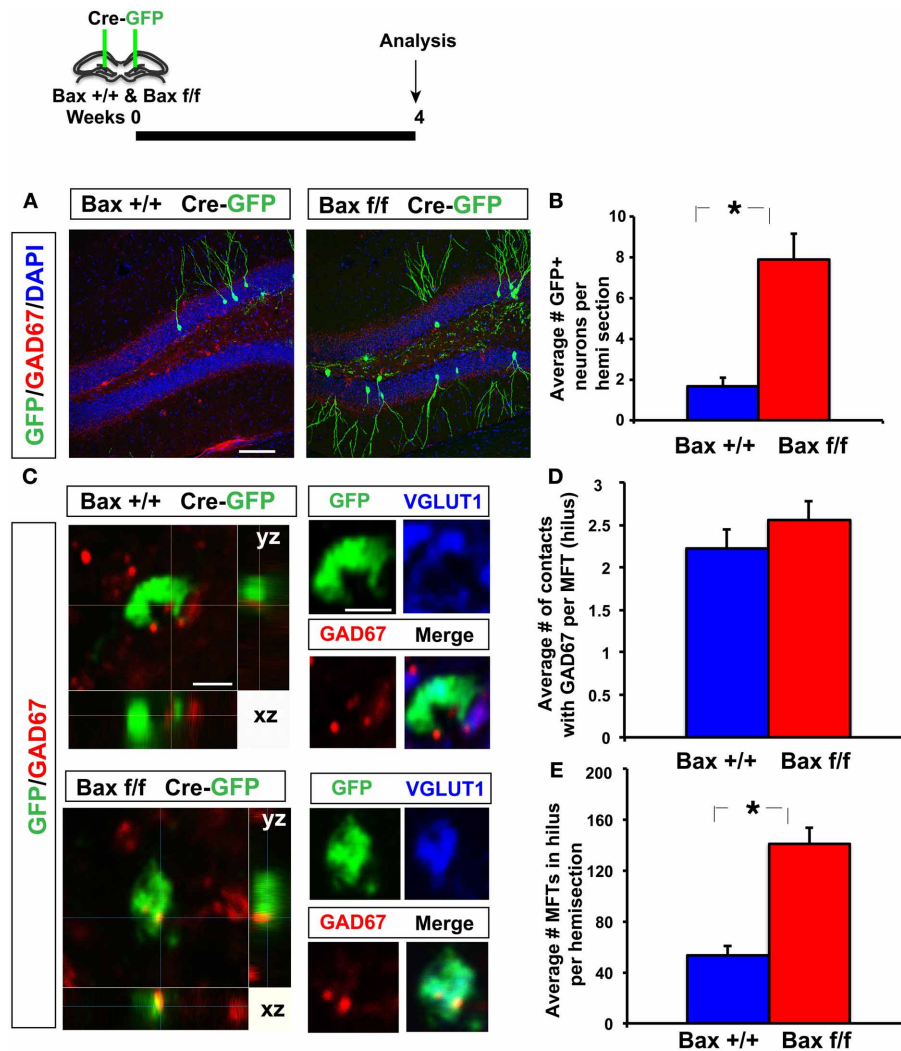 Cre-GFP
Analysis
Bax +/+ & Bax f/f
Weeks 0
4
A
Bax +/+ Cre-GFP
Bax f/f Cre-GFP
GFP/GAD67/DAPI
B
Average # GFP+
neurons per
hemi section
10
8
6
4
2
0
*
Bax +/+
Bax f/f
C
GFP/GAD67
Bax +/+ Cre-GFP
yz
xz
GFP
VGLUT1
GAD67
Merge
Bax f/f Cre-GFP
yz
xz
GFP
VGLUT1
GAD67
Merge
D
Average # of contacts
with GAD67 per MFT (hilus)
3
2.5
2
1.5
1
0.5
0
Bax +/+
Bax f/f
E
Average # MFTs in hilus
per hemisection
200
160
120
80
40
0
*
Bax +/+
Bax f/f